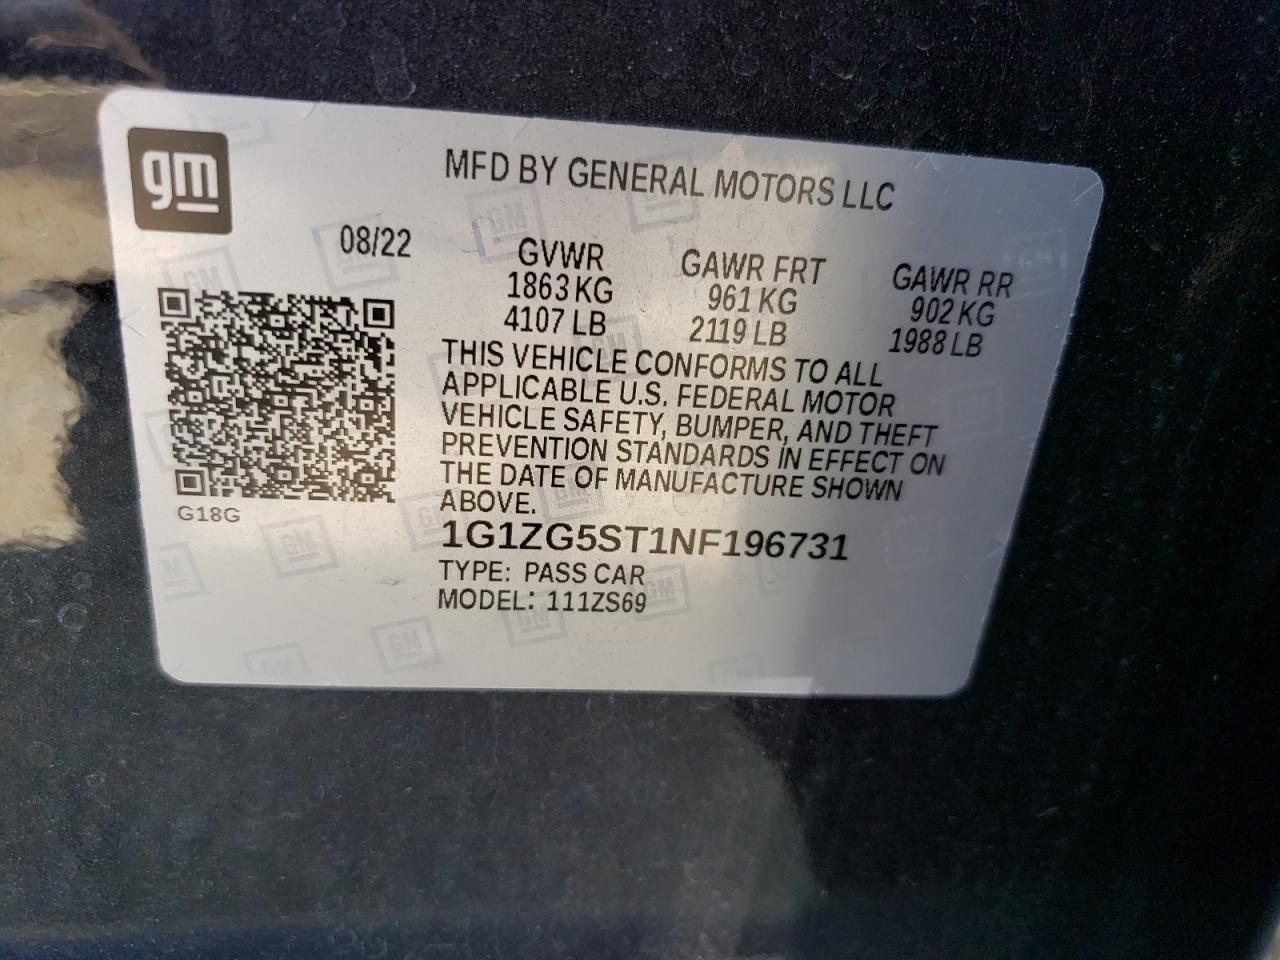 gm
MFD BY GENERAL MOTORS LLC
08/22
GVWR GAWR FRT GAWR RR
1863 KG 961 KG 902 KG
4107 LB 2119 LB 1988 LB
THIS VEHICLE CONFORMS TO ALL
APPLICABLE U.S. FEDERAL MOTOR
VEHICLE SAFETY, BUMPER, AND THEFT
PREVENTION STANDARDS IN EFFECT ON
THE DATE OF MANUFACTURE SHOWN
ABOVE.
G18G
1G1ZG5ST1NF196731
TYPE: PASS CAR
MODEL: 111ZS69